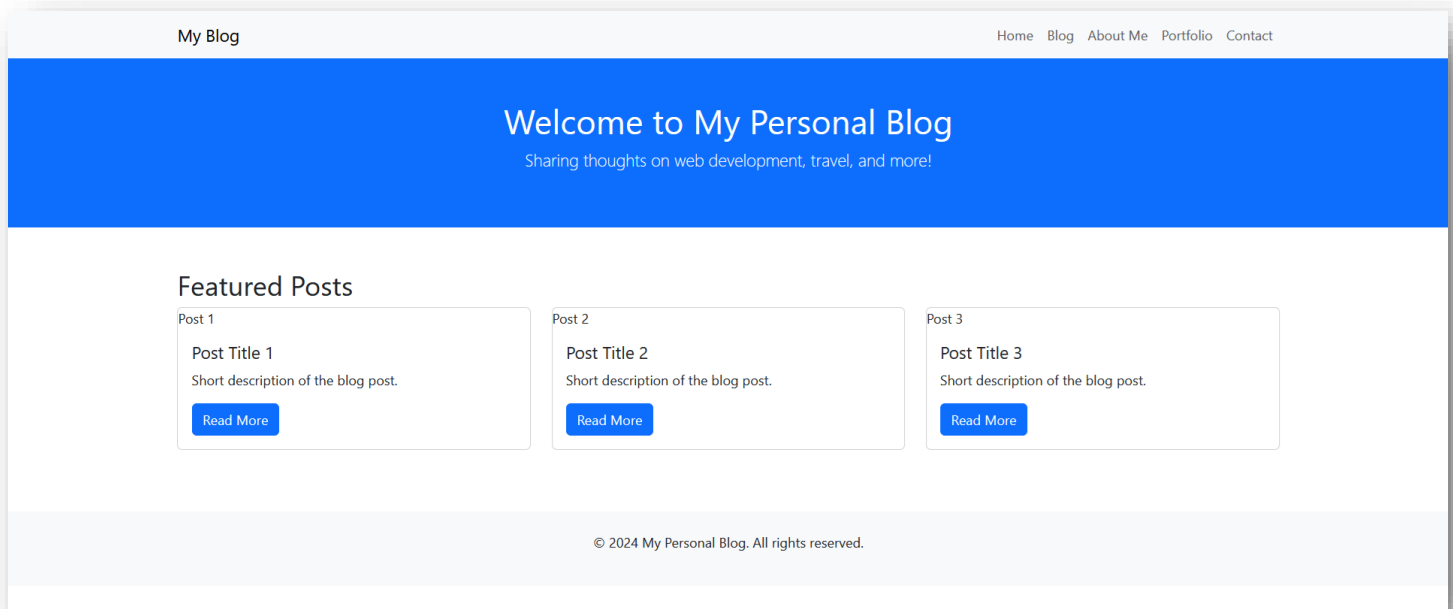 My Blog
Home Blog About Me Portfolio Contact
Welcome to My Personal Blog
Sharing thoughts on web development, travel, and more!
Featured Posts
Post 1
Post Title 1
Short description of the blog post.
Read More
Post 2
Post Title 2
Short description of the blog post.
Read More
Post 3
Post Title 3
Short description of the blog post.
Read More
© 2024 My Personal Blog. All rights reserved.